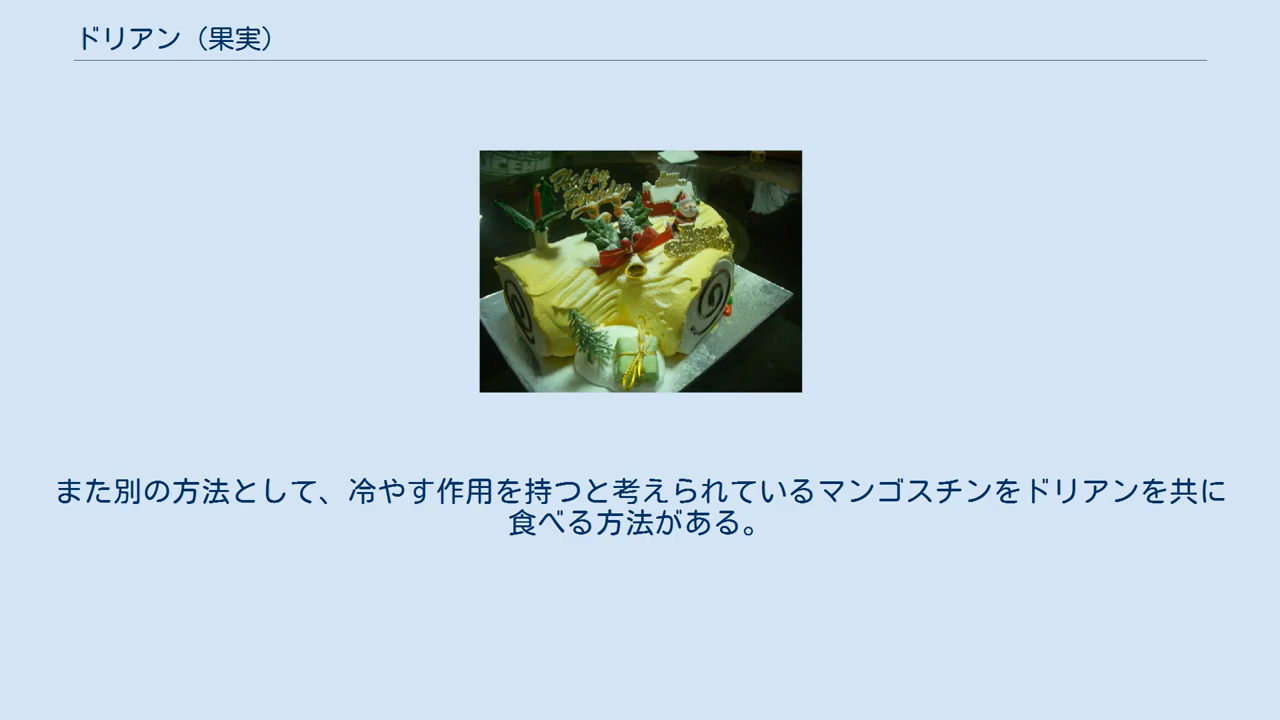 ドリアン（果実）
Happy
Birthday
また別の方法として、冷やす作用を持つと考えられているマンゴスチンをドリアンを共に
食べる方法がある。